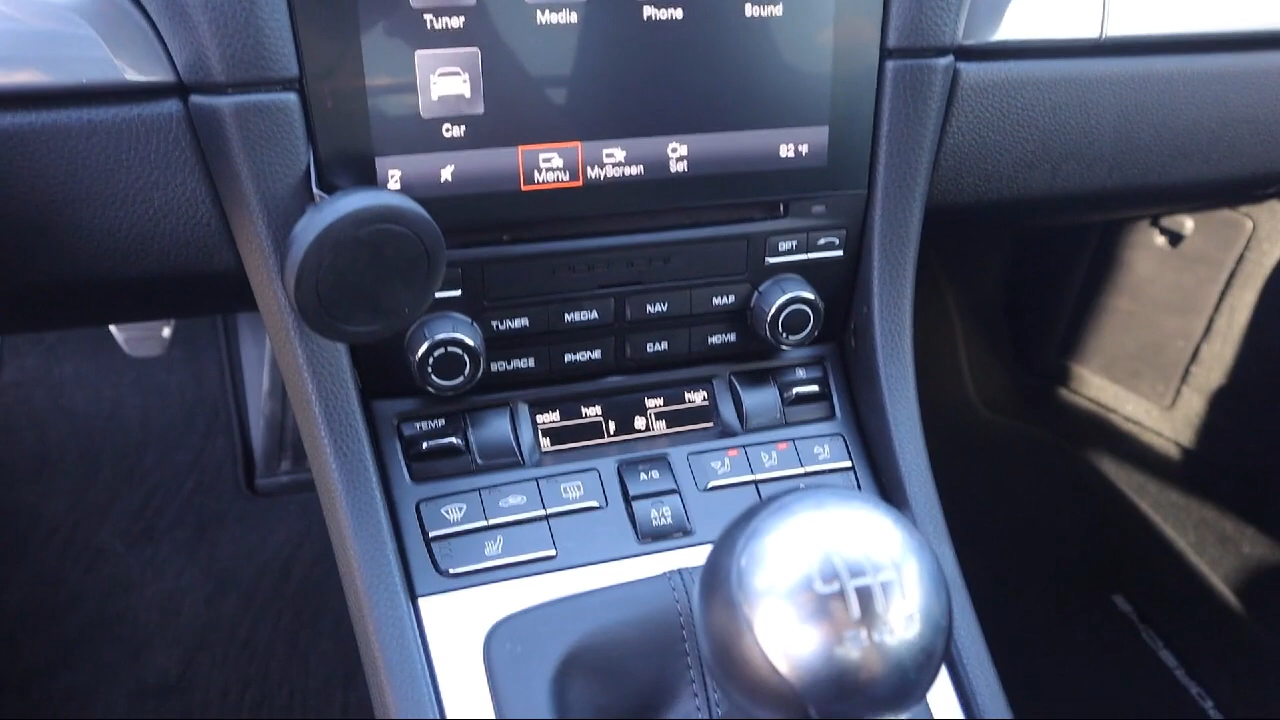 Tuner Media Phone Sound
Car
Menu MyScreen Set 82 °F
OPT
TUNER MEDIA NAV MAP
SOURCE PHONE CAR HOME
TEMP cold hot low high
A/C
A/C MAX